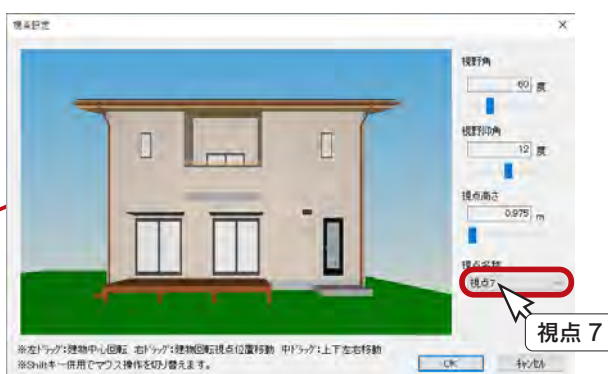 視点設定
×
視野角
60 度
視野仰角
12 度
視点高さ
0.975 m
視点名称
視点7
視点 7
※左ドラッグ:建物中心回転 右ドラッグ:建物回転視点位置移動 中ドラッグ:上下左右移動
※Shiftキー併用でマウス操作を切り替えます。
OK キャンセル